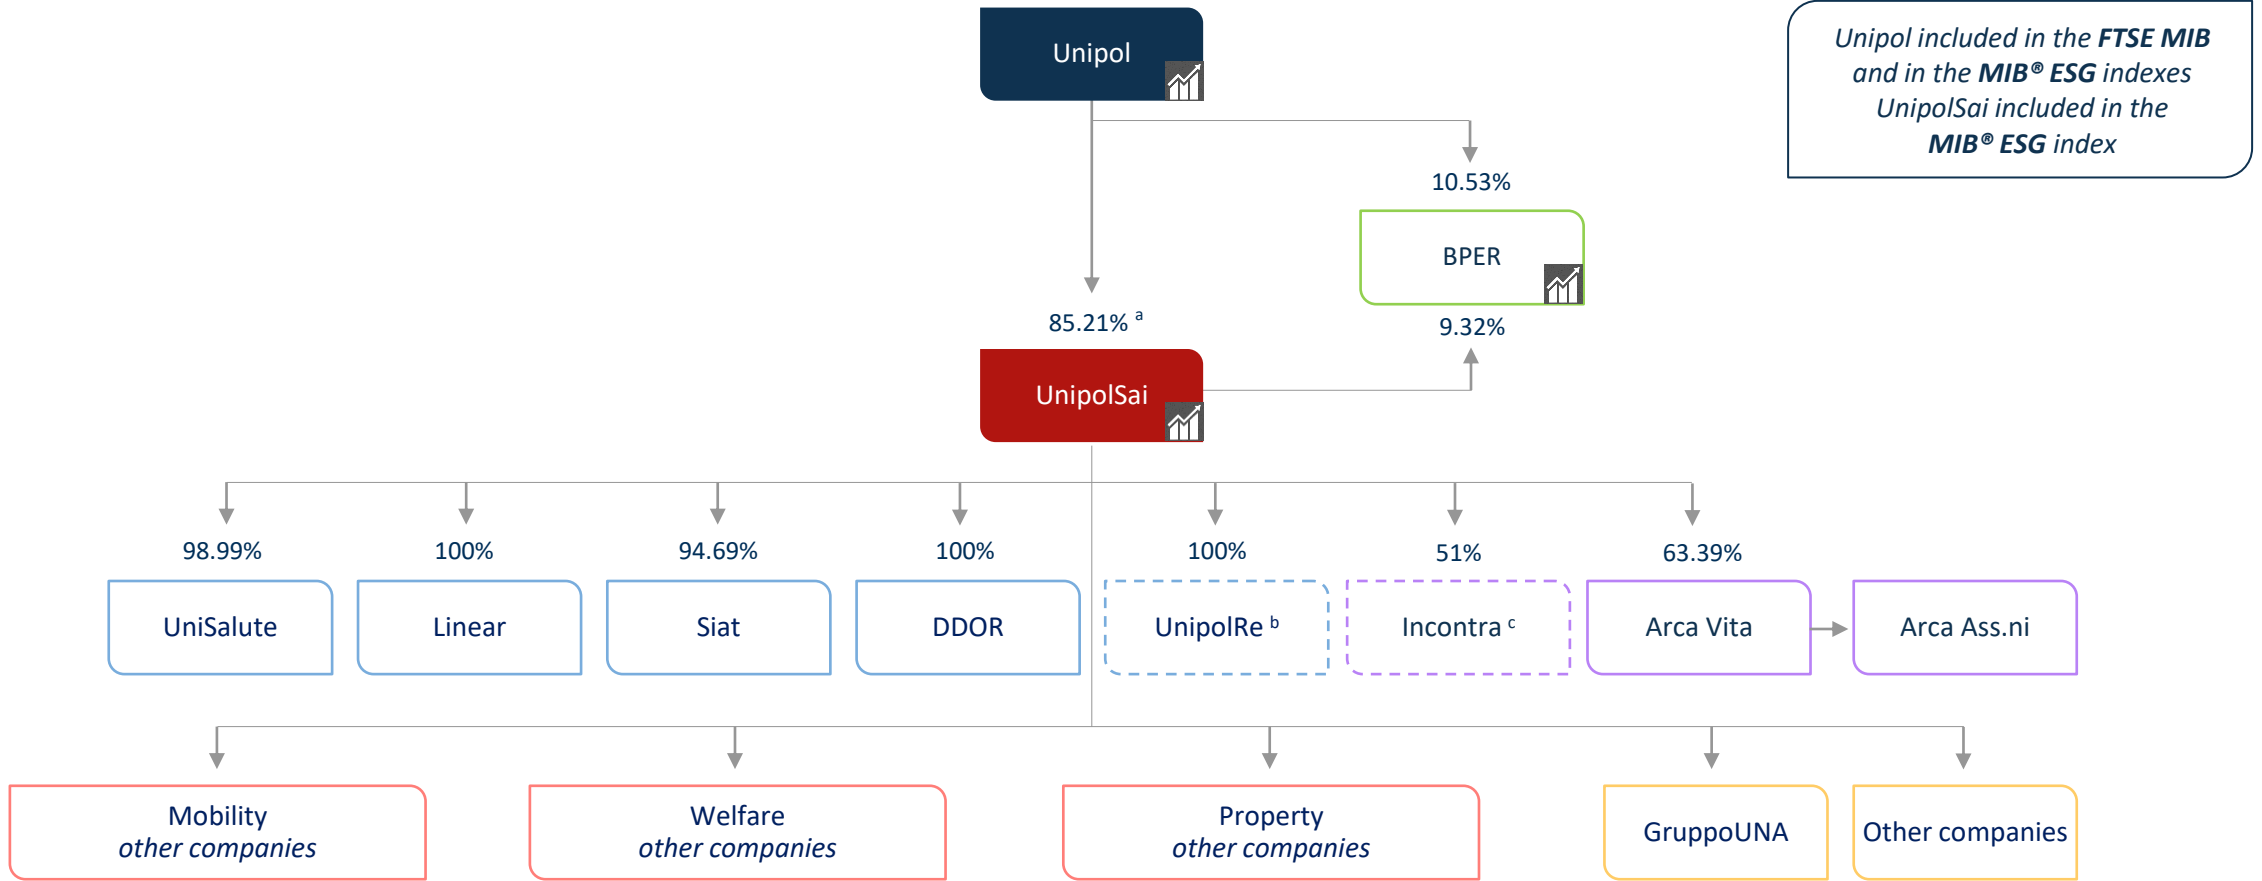 Unipol
Unipol included in the FTSE MIB
and in the MIB® ESG indexes
UnipolSai included in the
MIB® ESG index
10.53%
BPER
9.32%
85.21% a
UnipolSai
98.99%
100%
94.69%
100%
100%
51%
63.39%
UniSalute
Linear
Siat
DDOR
UnipolRe b
Incontra c
Arca Vita
Arca Ass.ni
Mobility
other companies
Welfare
other companies
Property
other companies
GruppoUNA
Other companies